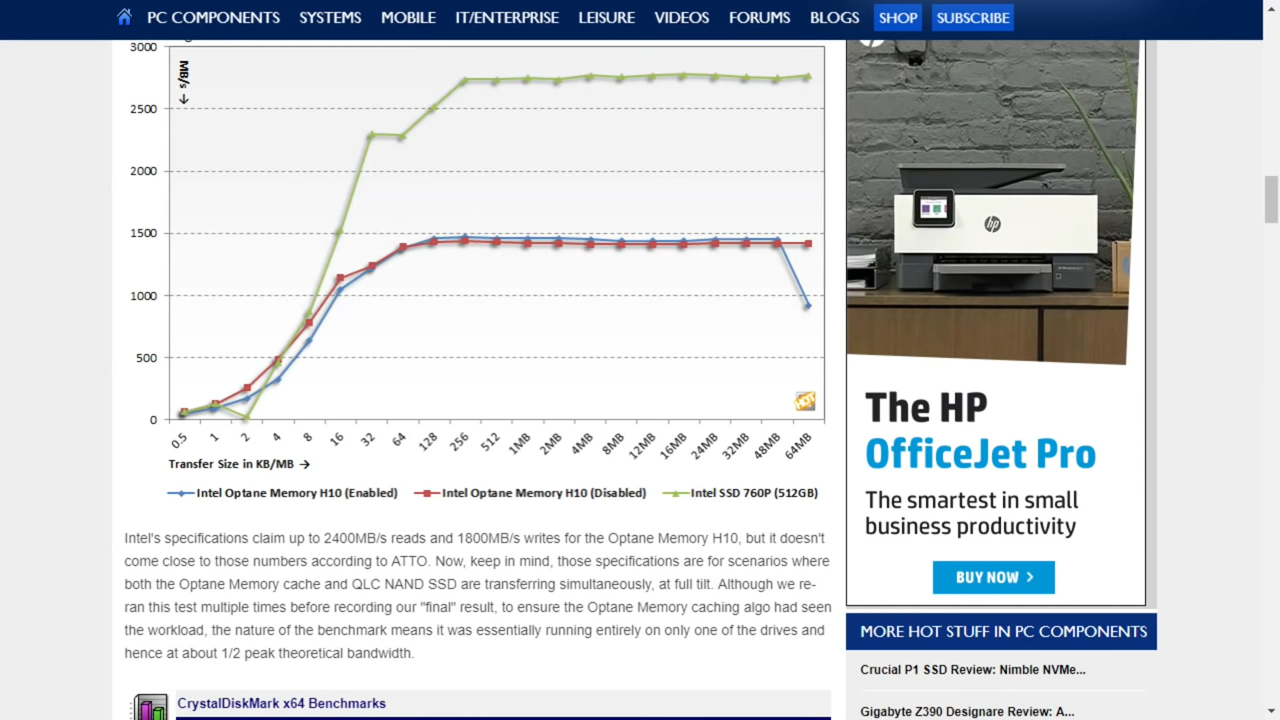 PC COMPONENTS SYSTEMS MOBILE IT/ENTERPRISE LEISURE VIDEOS FORUMS BLOGS SHOP SUBSCRIBE
3000
MB/s
2500
2000
1500
1000
500
0
0.5 1 2 4 8 16 32 64 128 256 512 1MB 2MB 4MB 8MB 12MB 16MB 24MB 32MB 48MB 64MB
Transfer Size in KB/MB →
Intel Optane Memory H10 (Enabled) Intel Optane Memory H10 (Disabled) Intel SSD 760P (512GB)
HOT
Intel's specifications claim up to 2400MB/s reads and 1800MB/s writes for the Optane Memory H10, but it doesn't
come close to those numbers according to ATTO. Now, keep in mind, those specifications are for scenarios where
both the Optane Memory cache and QLC NAND SSD are transferring simultaneously, at full tilt. Although we re-
ran this test multiple times before recording our "final" result, to ensure the Optane Memory caching algo had seen
the workload, the nature of the benchmark means it was essentially running entirely on only one of the drives and
hence at about 1/2 peak theoretical bandwidth.
CrystalDiskMark x64 Benchmarks
hp
The HP
OfficeJet Pro
The smartest in small
business productivity
BUY NOW >
MORE HOT STUFF IN PC COMPONENTS
Crucial P1 SSD Review: Nimble NVMe...
Gigabyte Z390 Designare Review: A...